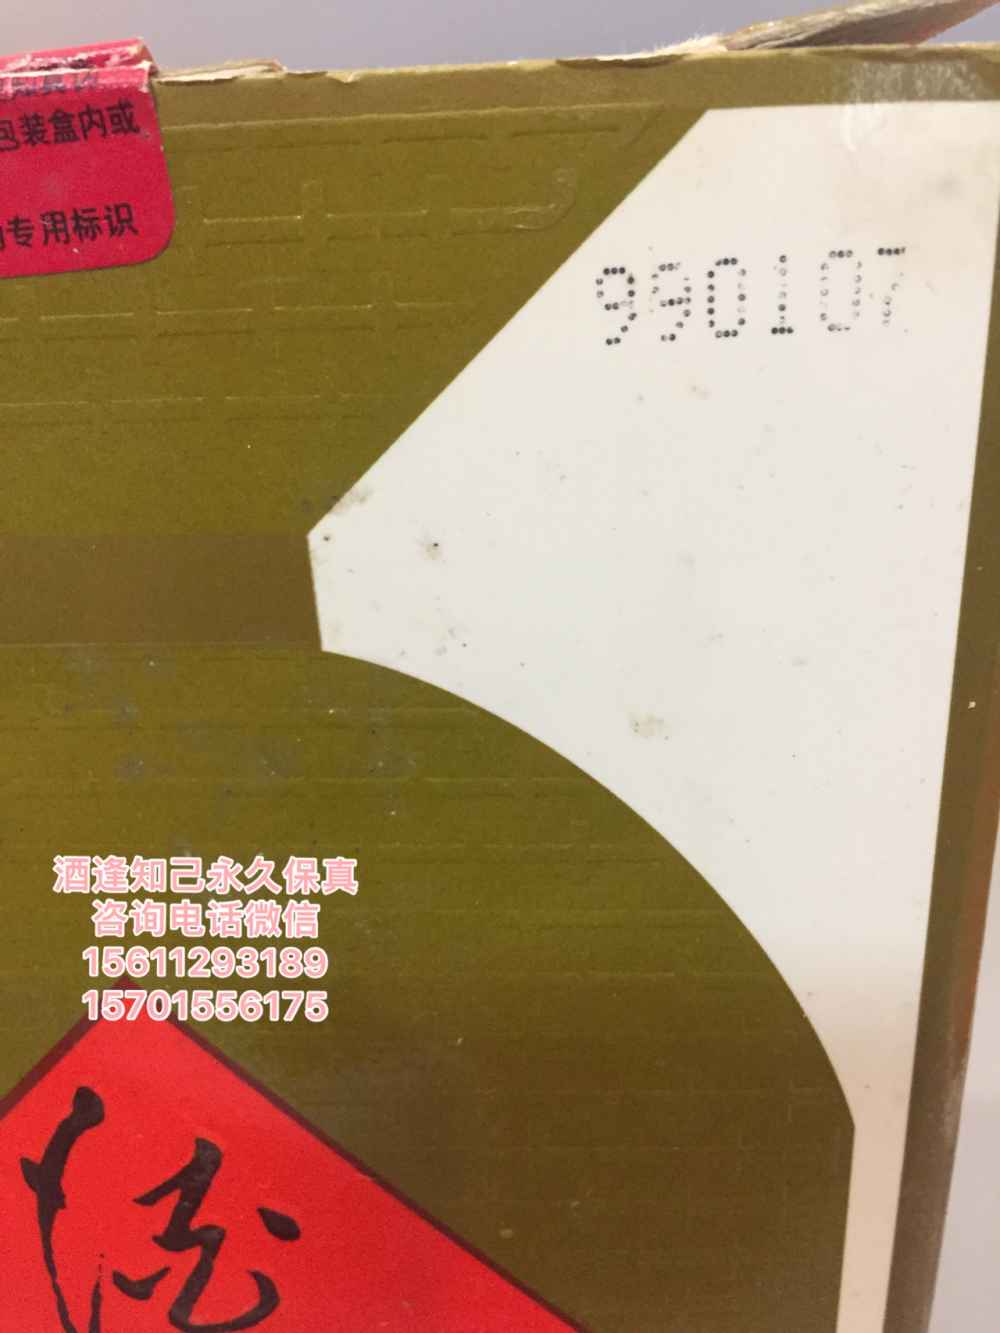 包装盒内或
专用标识
990107
酒逢知己永久保真
咨询电话微信
15611293189
15701556175
酒